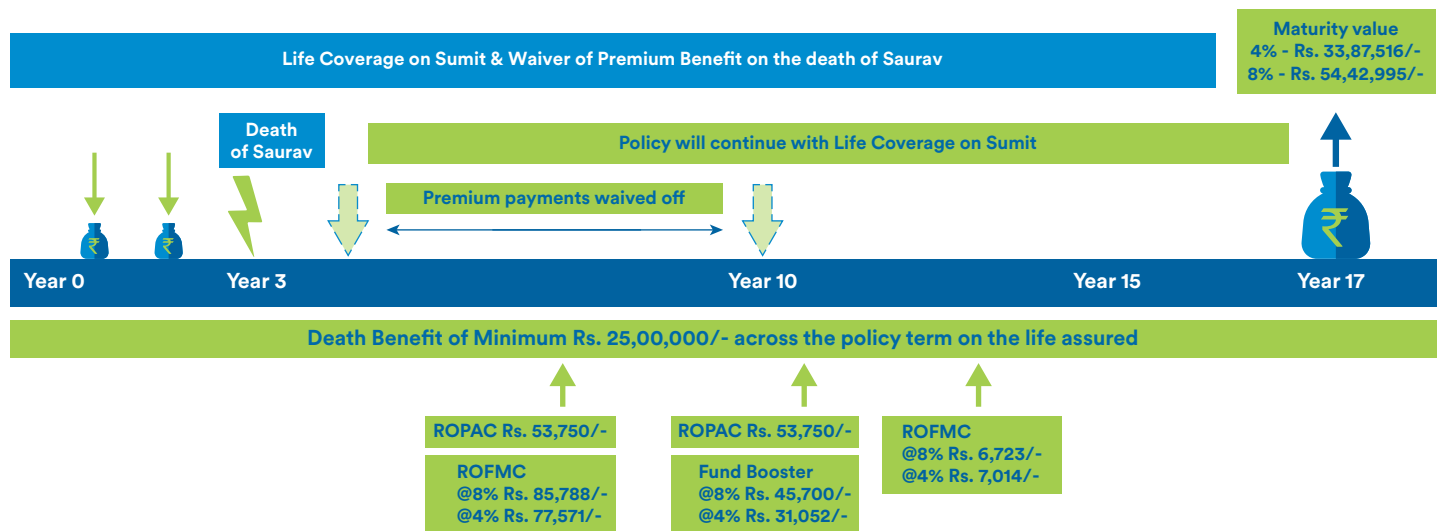 Life Coverage on Sumit & Waiver of Premium Benefit on the death of Saurav
Maturity value
4% - Rs. 33,87,516/-
8% - Rs. 54,42,995/-
Death
of Saurav
Policy will continue with Life Coverage on Sumit
Premium payments waived off
₹
₹
₹
Year 0
Year 3
Year 10
Year 15
Year 17
Death Benefit of Minimum Rs. 25,00,000/- across the policy term on the life assured
ROPAC Rs. 53,750/-
ROFMC
@8% Rs. 85,788/-
@4% Rs. 77,571/-
ROPAC Rs. 53,750/-
Fund Booster
@8% Rs. 45,700/-
@4% Rs. 31,052/-
ROFMC
@8% Rs. 6,723/-
@4% Rs. 7,014/-